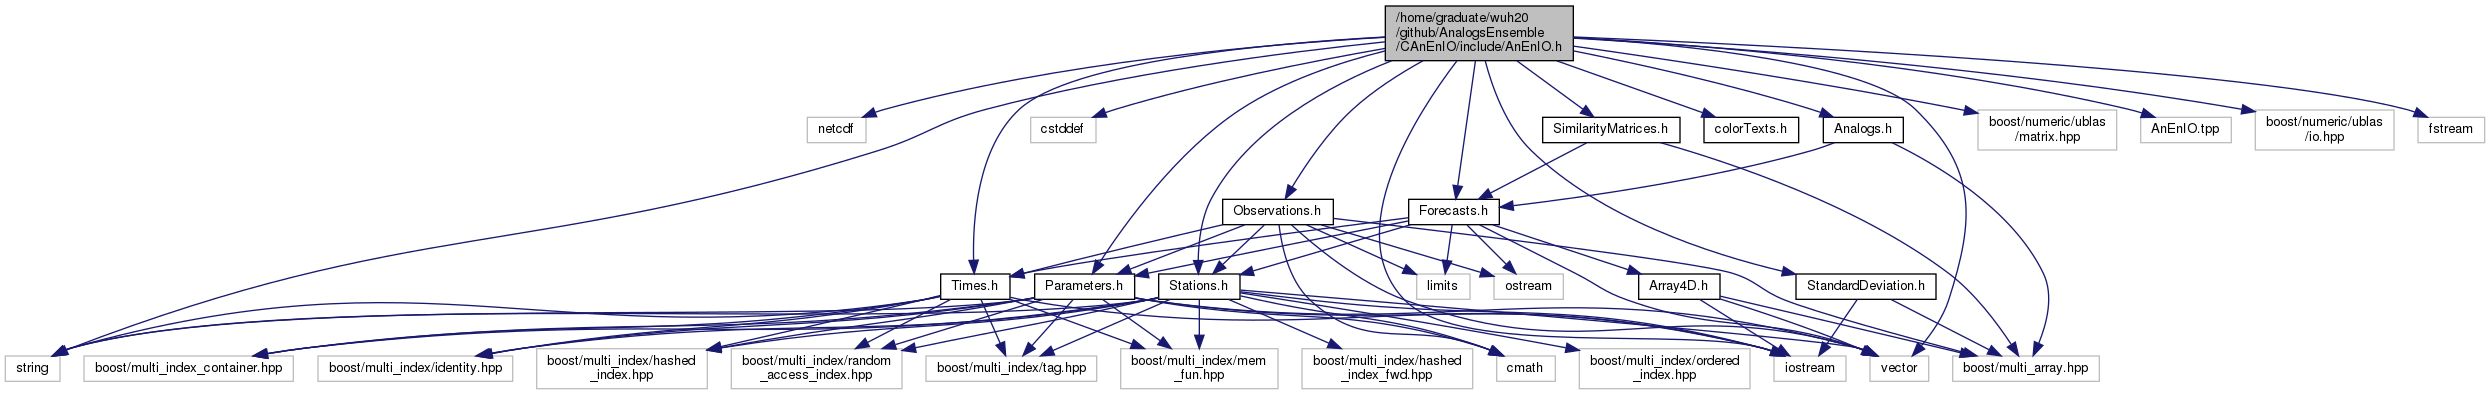 /home/graduate/wuh20
/github/AnalogsEnsemble
/CAnEnIO/include/AnEnIO.h
netcdf
cstddef
SimilarityMatrices.h
colorTexts.h
Analogs.h
boost/numeric/ublas
/matrix.hpp
AnEnIO.tpp
boost/numeric/ublas
/io.hpp
fstream
Observations.h
Forecasts.h
Times.h
Parameters.h
Stations.h
limits
ostream
Array4D.h
StandardDeviation.h
string
boost/multi_index_container.hpp
boost/multi_index/identity.hpp
boost/multi_index/hashed
_index.hpp
boost/multi_index/random
_access_index.hpp
boost/multi_index/tag.hpp
boost/multi_index/mem
_fun.hpp
boost/multi_index/hashed
_index_fwd.hpp
cmath
boost/multi_index/ordered
_index.hpp
iostream
vector
boost/multi_array.hpp